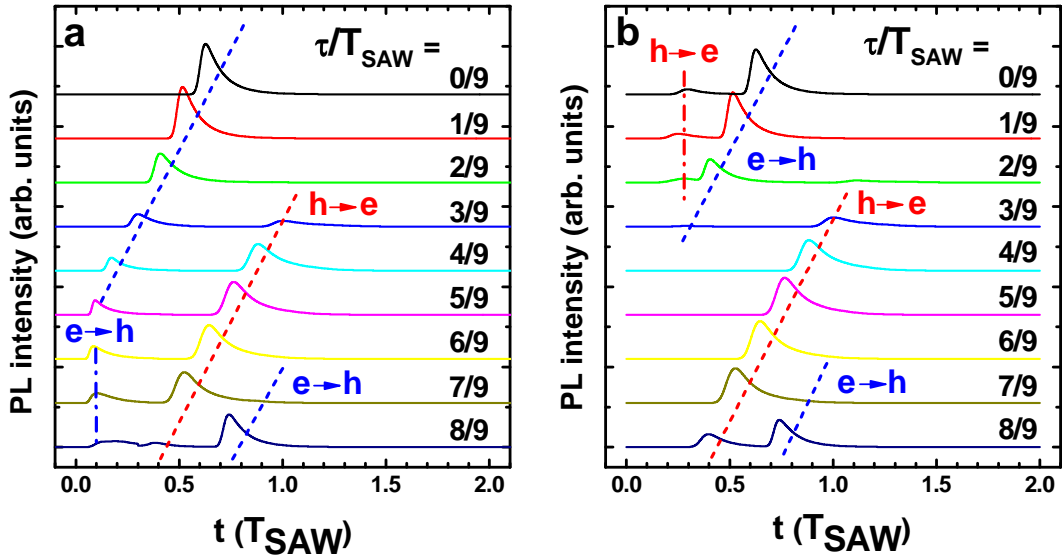 a
τ/T_SAW =
0/9
1/9
2/9
h→e
3/9
4/9
5/9
e→h
6/9
7/9
e→h
8/9
PL intensity (arb. units)
0.0 0.5 1.0 1.5 2.0
t (T_SAW)
b
τ/T_SAW =
h→e
0/9
1/9
e→h
2/9
h→e
3/9
4/9
5/9
6/9
e→h
7/9
8/9
PL intensity (arb. units)
0.0 0.5 1.0 1.5 2.0
t (T_SAW)